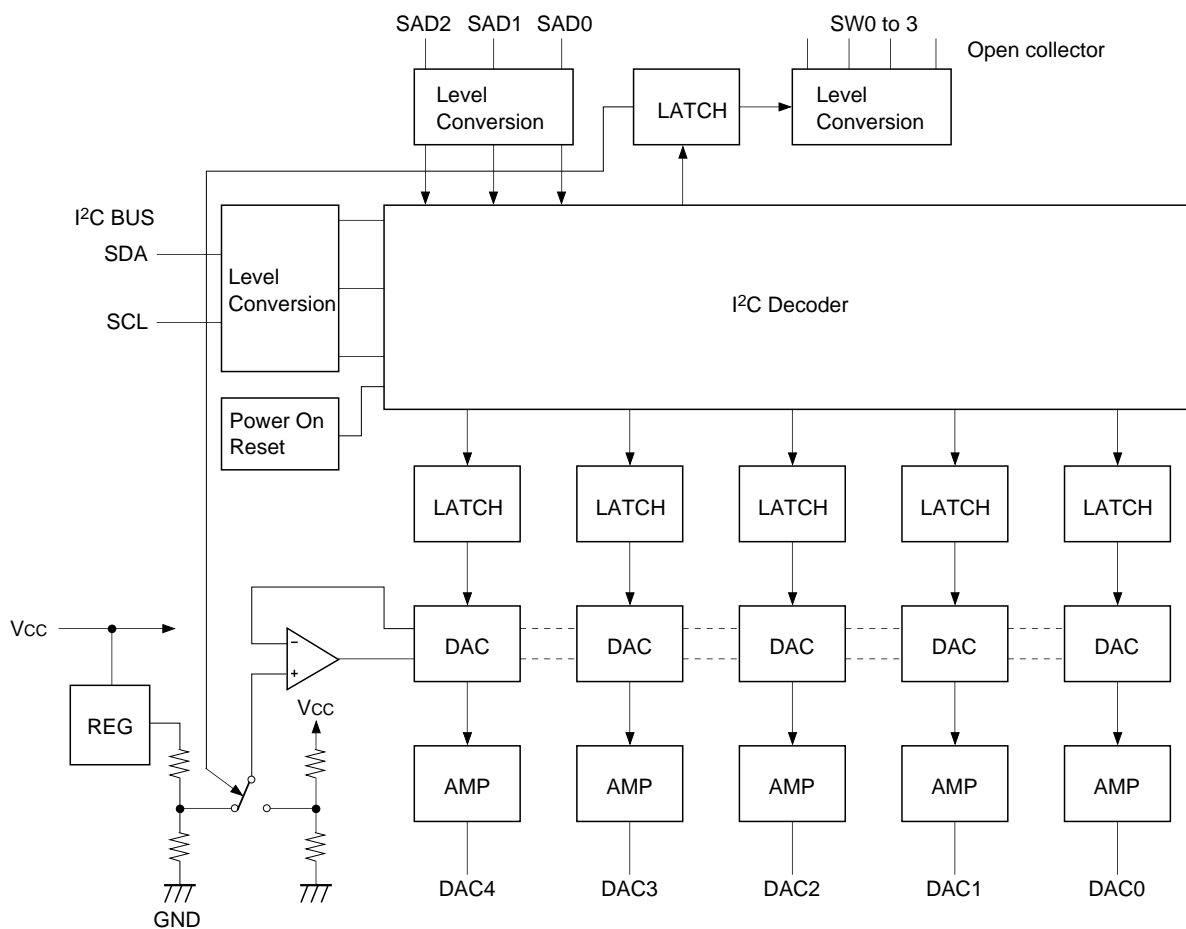 SAD2 SAD1 SAD0
SW0 to 3
Open collector
Level
Conversion
LATCH
Level
Conversion
I²C BUS
SDA
SCL
Level
Conversion
I²C Decoder
Power On
Reset
LATCH LATCH LATCH LATCH LATCH
VCC
−
+
DAC DAC DAC DAC DAC
REG
VCC
AMP AMP AMP AMP AMP
GND
DAC4 DAC3 DAC2 DAC1 DAC0